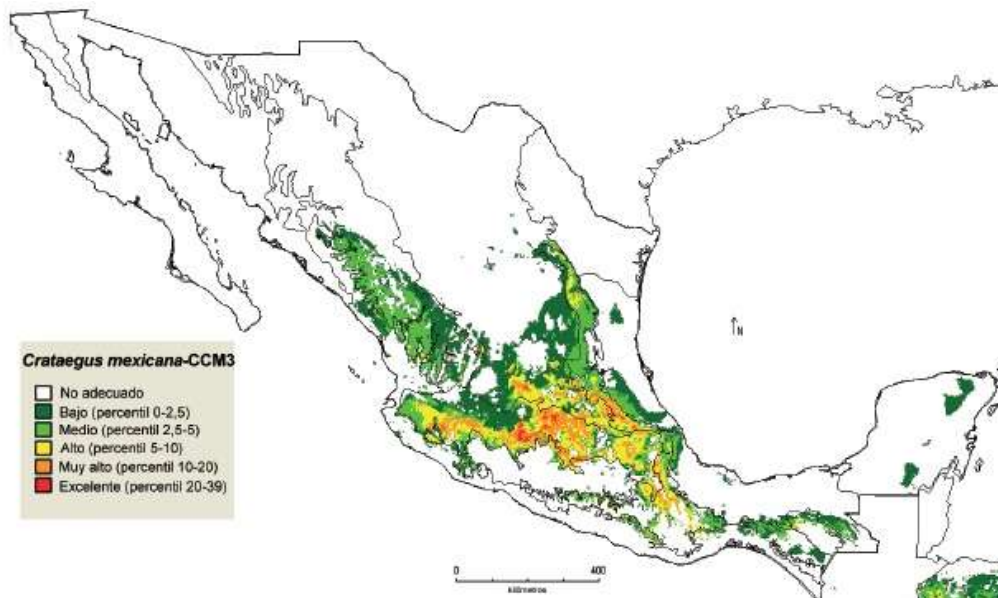 N
Crataegus mexicana-CCM3
No adecuado
Bajo (percentil 0-2,5)
Medio (percentil 2,5-5)
Alto (percentil 5-10)
Muy alto (percentil 10-20)
Excelente (percentil 20-39)
0 400
kilómetros